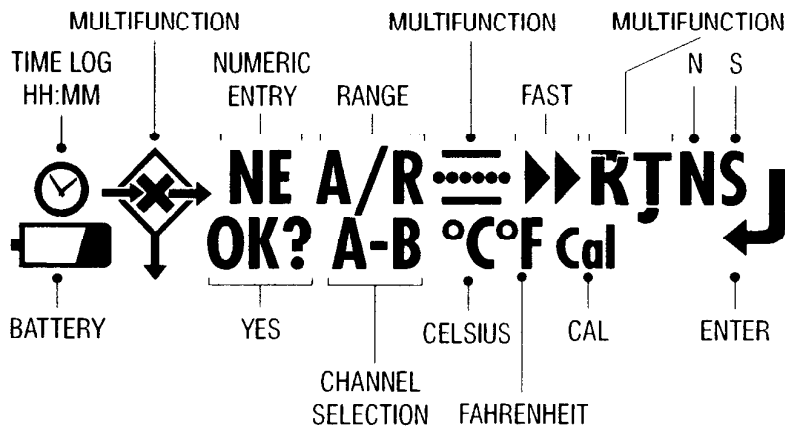 MULTIFUNCTION MULTIFUNCTION MULTIFUNCTION
TIME LOG
HH:MM
NUMERIC
ENTRY
RANGE
FAST
N S
NE A/R NS
OK? A-B °C°F Cal
BATTERY
YES
CELSIUS
CAL
ENTER
CHANNEL
SELECTION
FAHRENHEIT